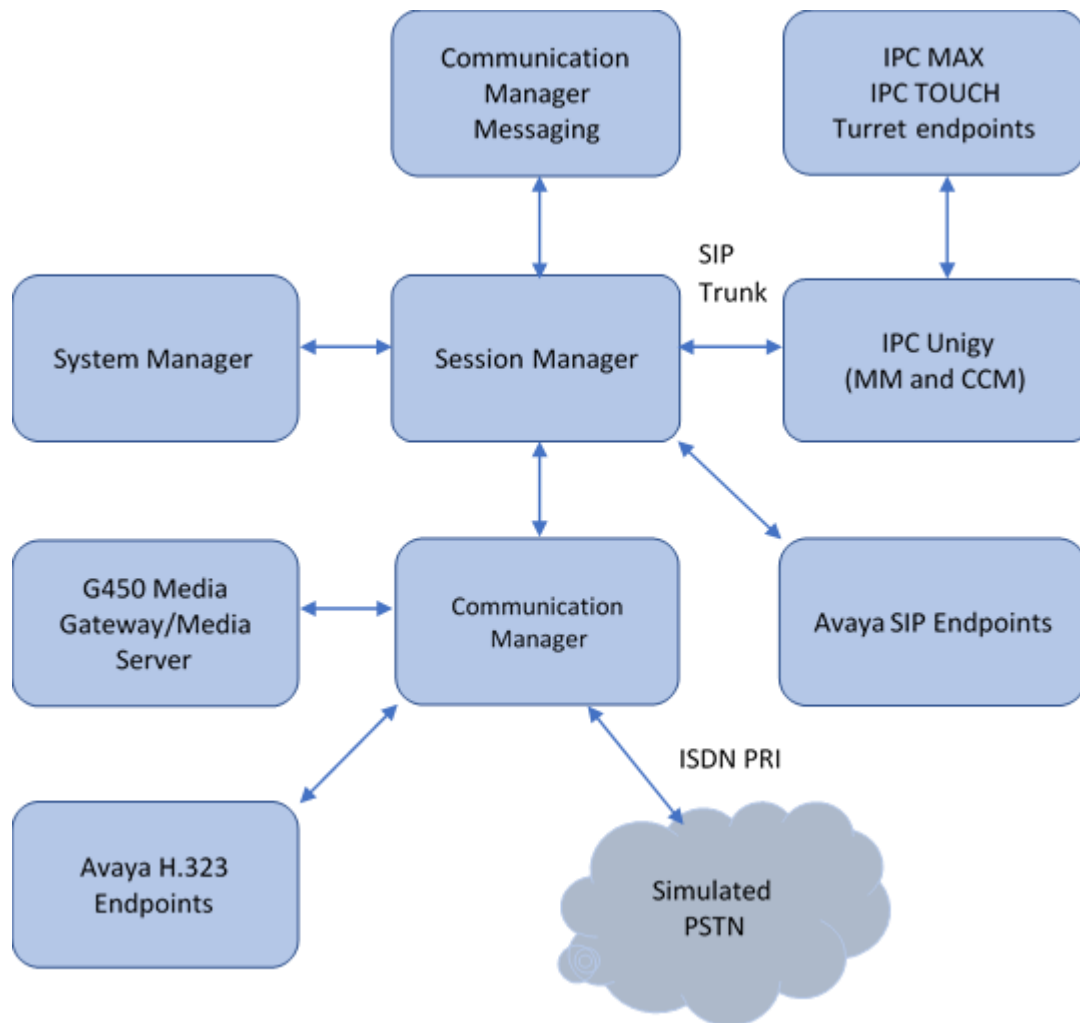 Communication
Manager
Messaging
IPC MAX
IPC TOUCH
Turret endpoints
SIP
Trunk
System Manager
Session Manager
IPC Unigy
(MM and CCM)
G450 Media
Gateway/Media
Server
Communication
Manager
Avaya SIP Endpoints
ISDN PRI
Avaya H.323
Endpoints
Simulated
PSTN